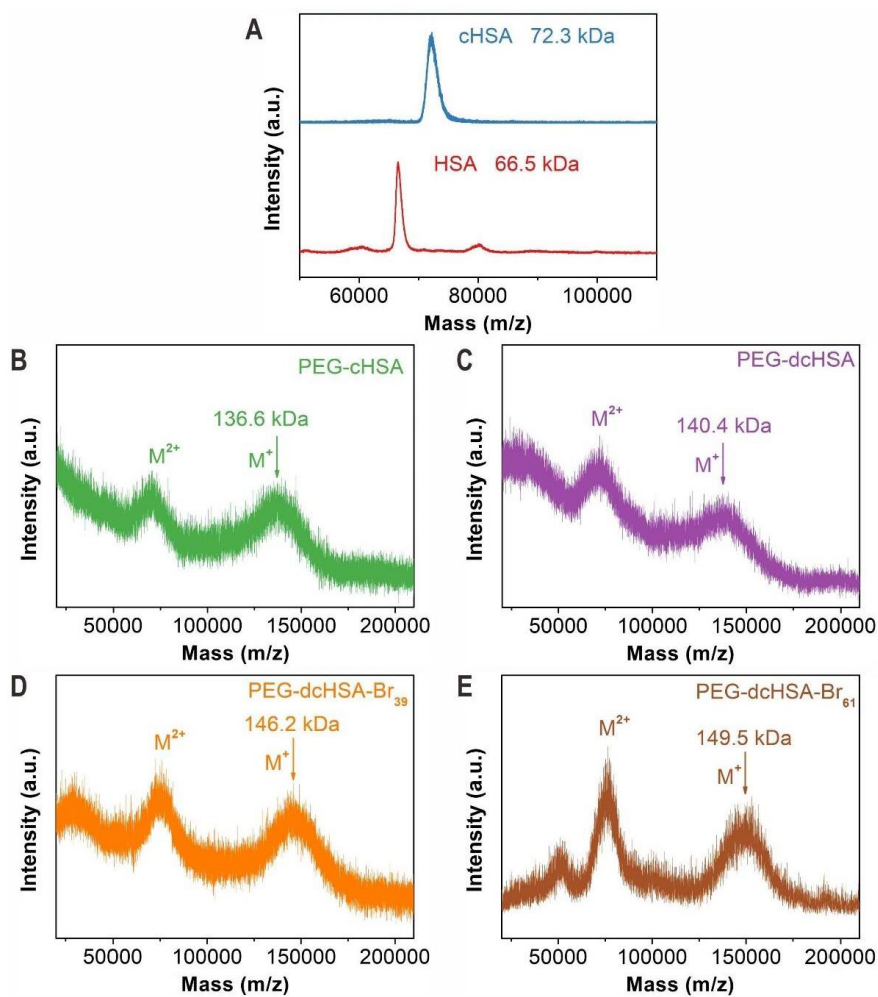 A
cHSA 72.3 kDa
HSA 66.5 kDa
Intensity (a.u.)
60000 80000 100000
Mass (m/z)
B
PEG-cHSA
136.6 kDa
M2+
M+
Intensity (a.u.)
50000 100000 150000 200000
Mass (m/z)
C
PEG-dcHSA
140.4 kDa
M2+
M+
Intensity (a.u.)
50000 100000 150000 200000
Mass (m/z)
D
PEG-dcHSA-Br39
146.2 kDa
M2+
M+
Intensity (a.u.)
50000 100000 150000 200000
Mass (m/z)
E
PEG-dcHSA-Br61
M2+
149.5 kDa
M+
Intensity (a.u.)
50000 100000 150000 200000
Mass (m/z)